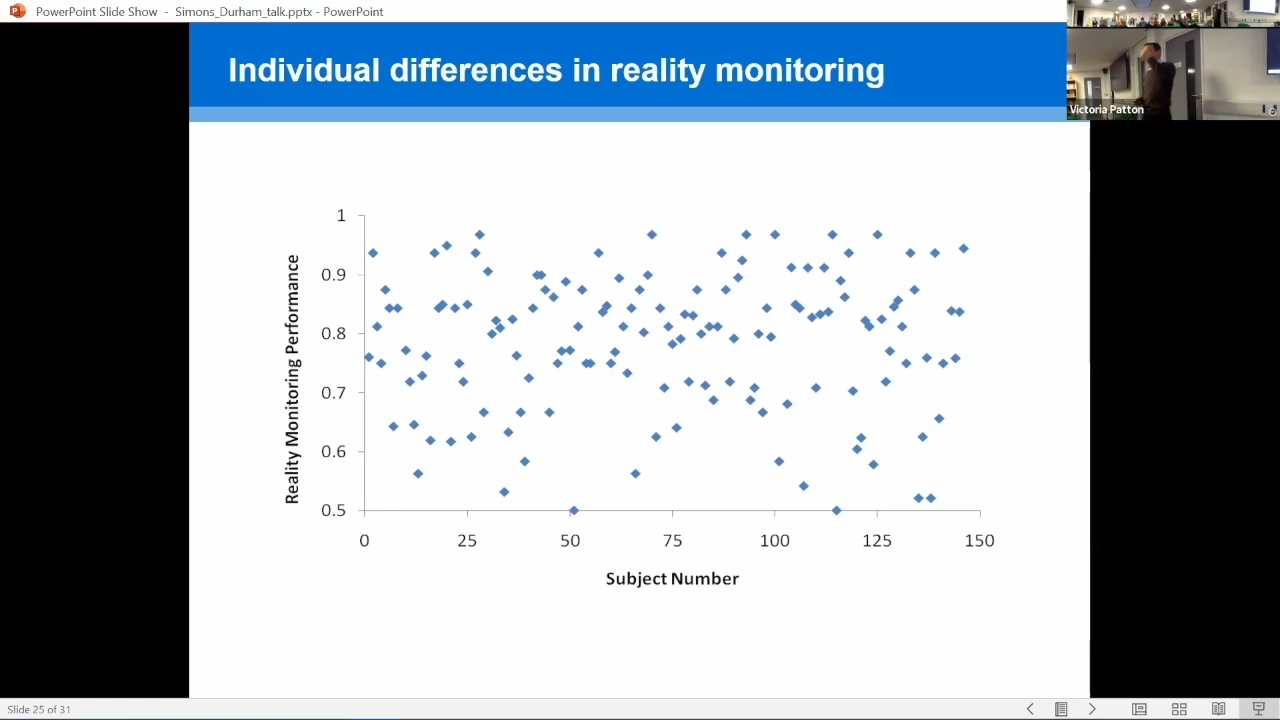 PowerPoint Slide Show - Simons_Durham_talk.pptx - PowerPoint
Individual differences in reality monitoring
Victoria Patton
Reality Monitoring Performance
1
0.9
0.8
0.7
0.6
0.5
0 25 50 75 100 125 150
Subject Number
Slide 25 of 31